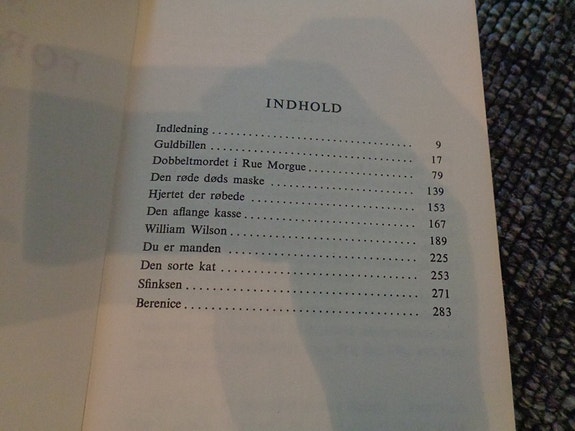 INDHOLD
Indledning 9
Guldbillen 17
Dobbeltmordet i Rue Morgue 79
Den røde døds maske 139
Hjertet der røbede 153
Den aflange kasse 167
William Wilson 189
Du er manden 225
Den sorte kat 253
Sfinksen 271
Berenice 283